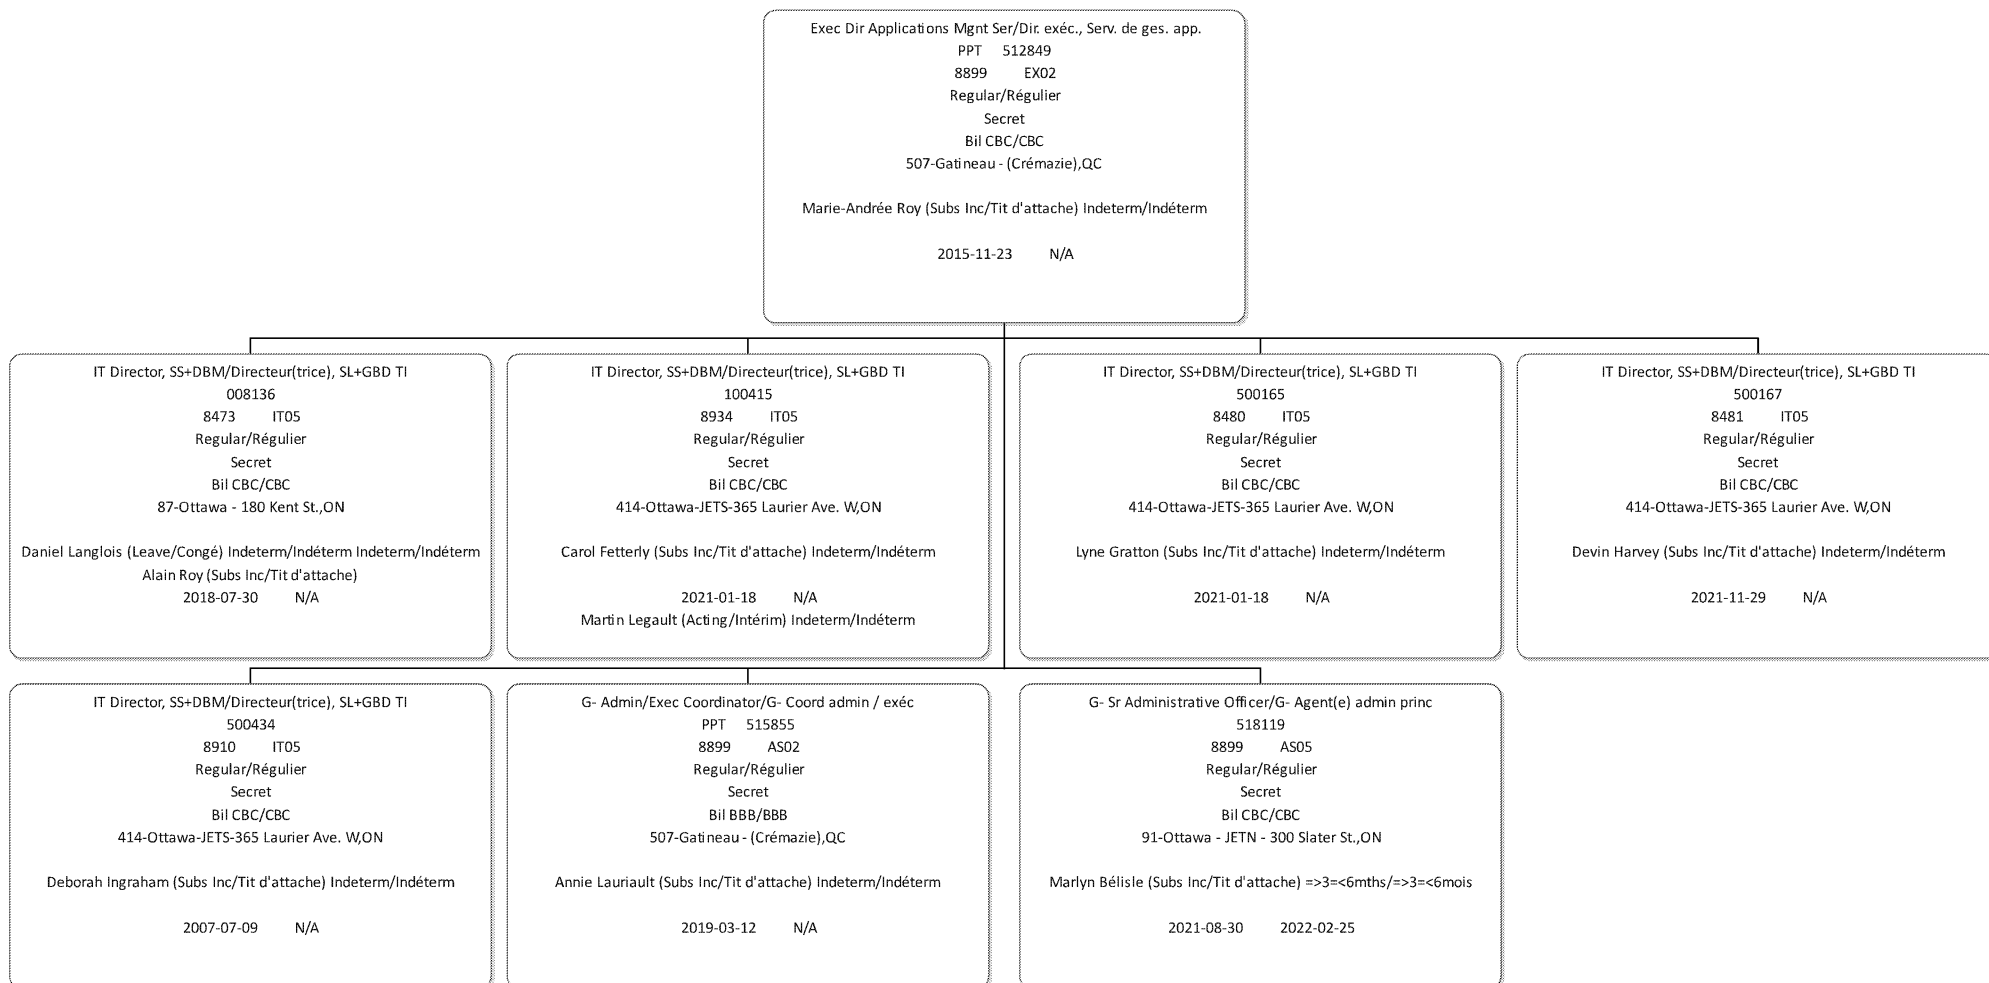 Exec Dir Applications Mgnt Ser/Dir. exéc., Serv. de ges. app.
PPT 512849
8899 EX02
Regular/Régulier
Secret
Bil CBC/CBC
507-Gatineau - (Crémazie),QC
Marie-Andrée Roy (Subs Inc/Tit d'attache) Indeterm/Indéterm
2015-11-23 N/A
IT Director, SS+DBM/Directeur(trice), SL+GBD TI
008136
8473 IT05
Regular/Régulier
Secret
Bil CBC/CBC
87-Ottawa - 180 Kent St.,ON
Daniel Langlois (Leave/Congé) Indeterm/Indéterm Indeterm/Indéterm
Alain Roy (Subs Inc/Tit d'attache)
2018-07-30 N/A
IT Director, SS+DBM/Directeur(trice), SL+GBD TI
100415
8934 IT05
Regular/Régulier
Secret
Bil CBC/CBC
414-Ottawa-JETS-365 Laurier Ave. W,ON
Carol Fetterly (Subs Inc/Tit d'attache) Indeterm/Indéterm
2021-01-18 N/A
Martin Legault (Acting/Intérim) Indeterm/Indéterm
IT Director, SS+DBM/Directeur(trice), SL+GBD TI
500165
8480 IT05
Regular/Régulier
Secret
Bil CBC/CBC
414-Ottawa-JETS-365 Laurier Ave. W,ON
Lyne Gratton (Subs Inc/Tit d'attache) Indeterm/Indéterm
2021-01-18 N/A
IT Director, SS+DBM/Directeur(trice), SL+GBD TI
500167
8481 IT05
Regular/Régulier
Secret
Bil CBC/CBC
414-Ottawa-JETS-365 Laurier Ave. W,ON
Devin Harvey (Subs Inc/Tit d'attache) Indeterm/Indéterm
2021-11-29 N/A
IT Director, SS+DBM/Directeur(trice), SL+GBD TI
500434
8910 IT05
Regular/Régulier
Secret
Bil CBC/CBC
414-Ottawa-JETS-365 Laurier Ave. W,ON
Deborah Ingraham (Subs Inc/Tit d'attache) Indeterm/Indéterm
2007-07-09 N/A
G- Admin/Exec Coordinator/G- Coord admin / exéc
PPT 515855
8899 AS02
Regular/Régulier
Secret
Bil BBB/BBB
507-Gatineau - (Crémazie),QC
Annie Lauriault (Subs Inc/Tit d'attache) Indeterm/Indéterm
2019-03-12 N/A
G- Sr Administrative Officer/G- Agent(e) admin princ
518119
8899 AS05
Regular/Régulier
Secret
Bil CBC/CBC
91-Ottawa - JETN - 300 Slater St.,ON
Marlyn Bélisle (Subs Inc/Tit d'attache) =>3=<6mths/=>3=<6mois
2021-08-30 2022-02-25